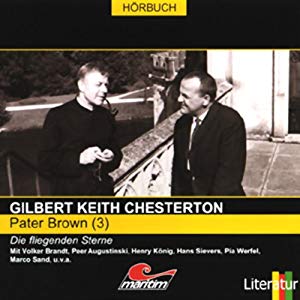 HÖRBUCH
GILBERT KEITH CHESTERTON
Pater Brown (3)
Die fliegenden Sterne
Mit Volker Brandt, Peer Augustinski, Henry König, Hans Sievers, Pia Werfel,
Marco Sand, u.v.a.
maritim
Literatur